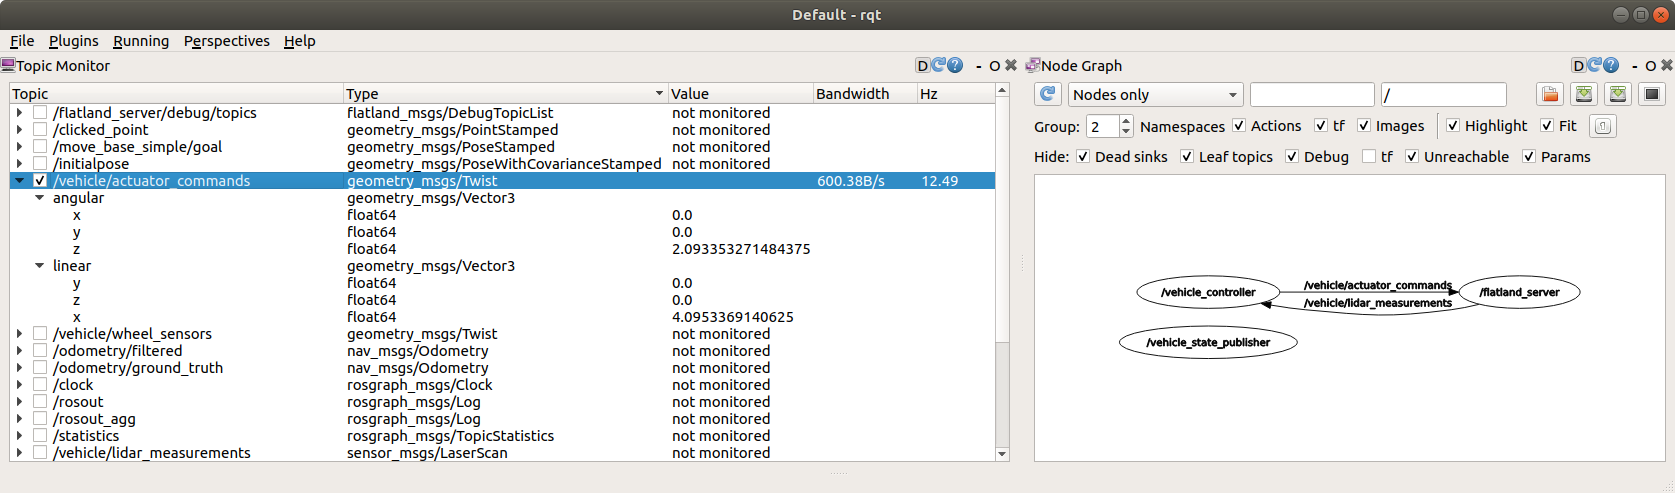 Default - rqt
File Plugins Running Perspectives Help
Topic Monitor D ? - O
Topic Type Value Bandwidth Hz
/flatland_server/debug/topics flatland_msgs/DebugTopicList not monitored
/clicked_point geometry_msgs/PointStamped not monitored
/move_base_simple/goal geometry_msgs/PoseStamped not monitored
/initialpose geometry_msgs/PoseWithCovarianceStamped not monitored
/vehicle/actuator_commands geometry_msgs/Twist 600.38B/s 12.49
angular geometry_msgs/Vector3
x float64 0.0
y float64 0.0
z float64 2.093353271484375
linear geometry_msgs/Vector3
y float64 0.0
z float64 0.0
x float64 4.0953369140625
/vehicle/wheel_sensors geometry_msgs/Twist not monitored
/odometry/filtered nav_msgs/Odometry not monitored
/odometry/ground_truth nav_msgs/Odometry not monitored
/clock rosgraph_msgs/Clock not monitored
/rosout rosgraph_msgs/Log not monitored
/rosout_agg rosgraph_msgs/Log not monitored
/statistics rosgraph_msgs/TopicStatistics not monitored
/vehicle/lidar_measurements sensor_msgs/LaserScan not monitored
Node Graph D ? - O
Nodes only /
Group: 2 Namespaces Actions tf Images Highlight Fit
Hide: Dead sinks Leaf topics Debug tf Unreachable Params
/vehicle_controller /vehicle/actuator_commands /flatland_server
/vehicle/lidar_measurements
/vehicle_state_publisher